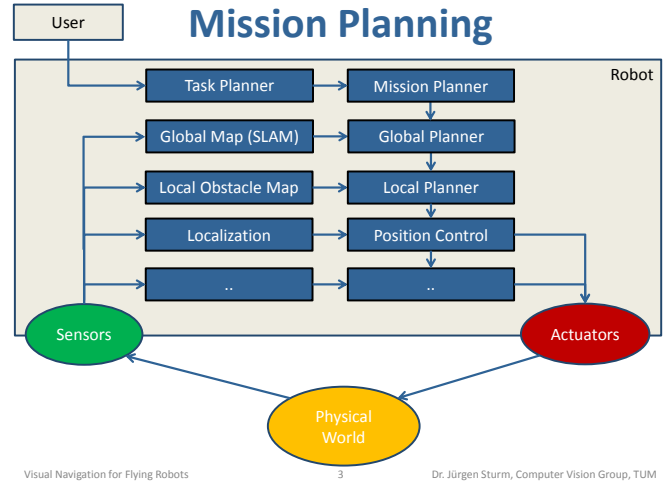 User
Mission Planning
Robot
Task Planner
Mission Planner
Global Map (SLAM)
Global Planner
Local Obstacle Map
Local Planner
Localization
Position Control
..
..
Sensors
Actuators
Physical
World
Visual Navigation for Flying Robots
3
Dr. Jürgen Sturm, Computer Vision Group, TUM